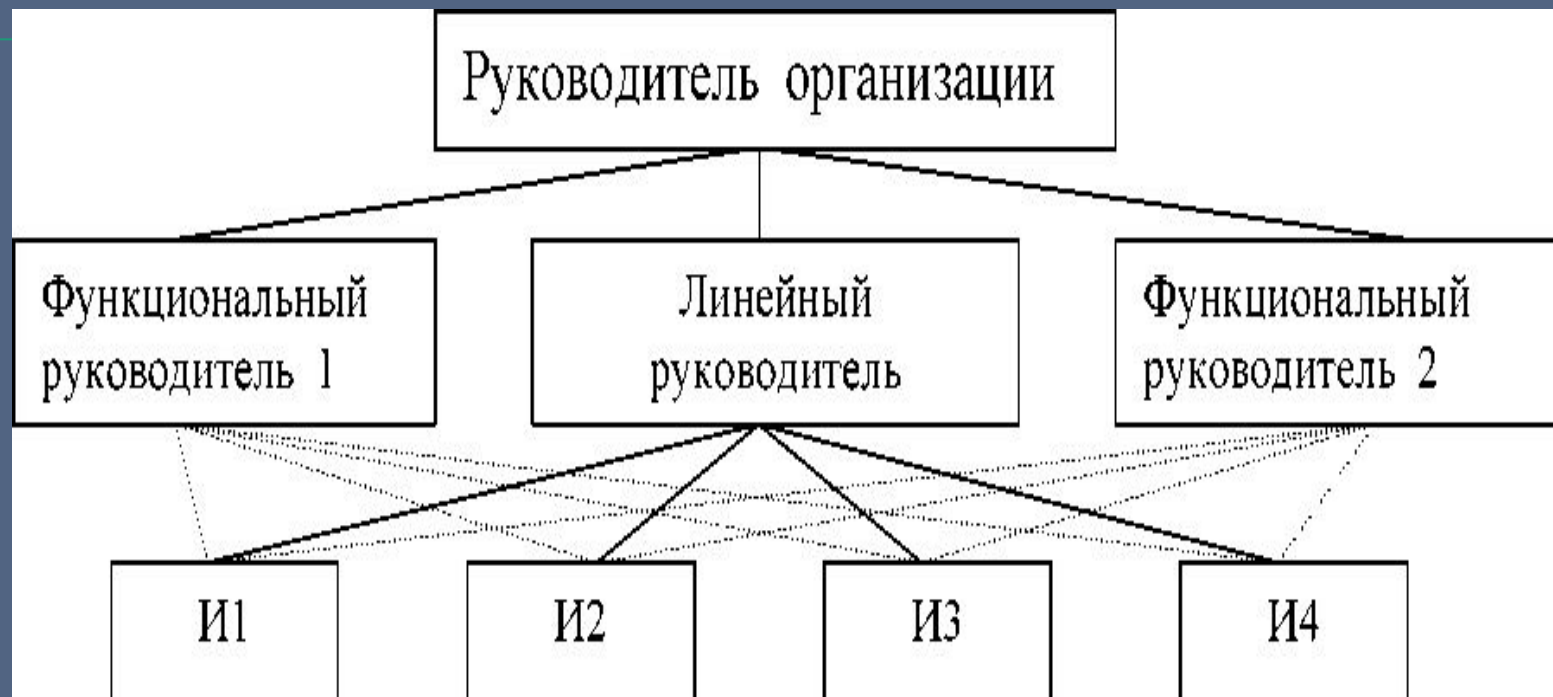 Руководитель организации
Функциональный
руководитель 1
Линейный
руководитель
Функциональный
руководитель 2
И1
И2
И3
И4